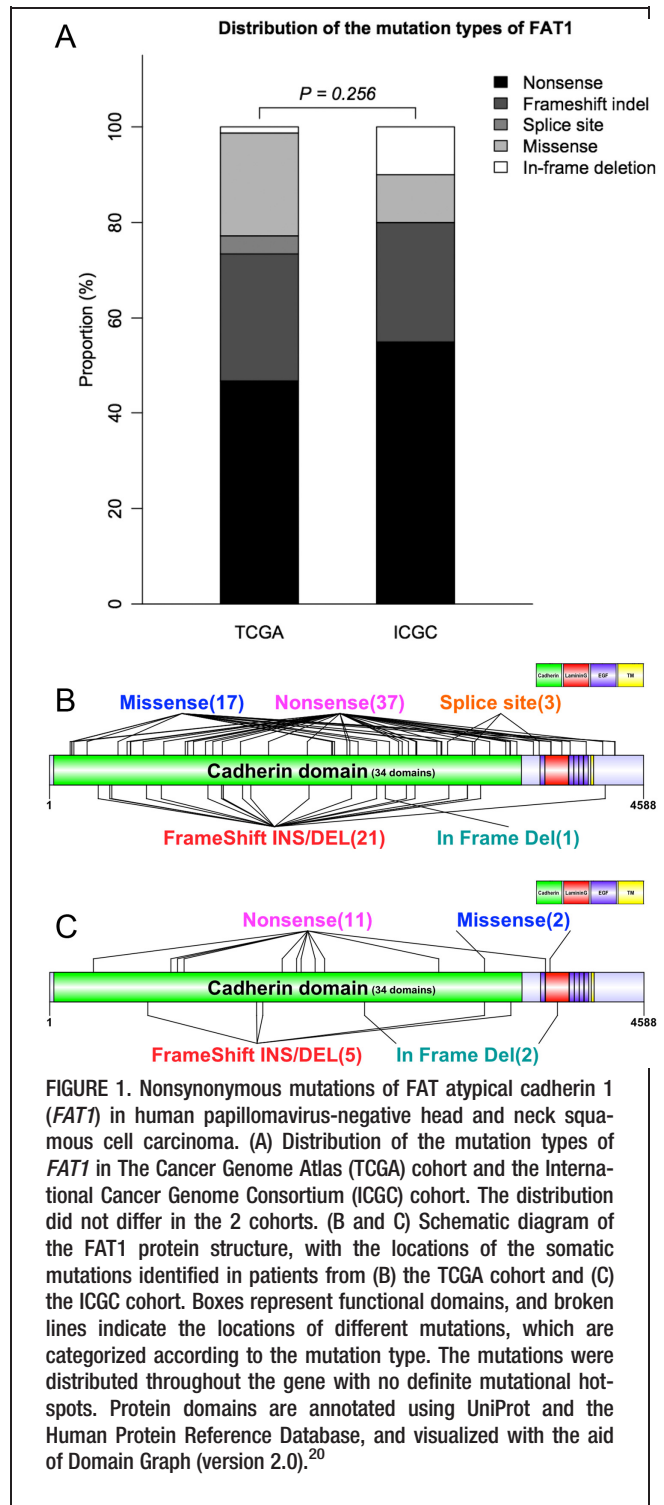 A
Distribution of the mutation types of FAT1
P = 0.256
Nonsense
Frameshift indel
Splice site
Missense
In-frame deletion
Proportion (%)
100
80
60
40
20
0
TCGA
ICGC
Cadherin LamininG EGF TM
B
Missense(17) Nonsense(37) Splice site(3)
Cadherin domain (34 domains)
1 4588
FrameShift INS/DEL(21) In Frame Del(1)
Cadherin LamininG EGF TM
C
Nonsense(11) Missense(2)
Cadherin domain (34 domains)
1 4588
FrameShift INS/DEL(5) In Frame Del(2)
FIGURE 1. Nonsynonymous mutations of FAT atypical cadherin 1
(FAT1) in human papillomavirus-negative head and neck squa-
mous cell carcinoma. (A) Distribution of the mutation types of
FAT1 in The Cancer Genome Atlas (TCGA) cohort and the Interna-
tional Cancer Genome Consortium (ICGC) cohort. The distribution
did not differ in the 2 cohorts. (B and C) Schematic diagram of
the FAT1 protein structure, with the locations of the somatic
mutations identified in patients from (B) the TCGA cohort and (C)
the ICGC cohort. Boxes represent functional domains, and broken
lines indicate the locations of different mutations, which are
categorized according to the mutation type. The mutations were
distributed throughout the gene with no definite mutational hot-
spots. Protein domains are annotated using UniProt and the
Human Protein Reference Database, and visualized with the aid
of Domain Graph (version 2.0).20